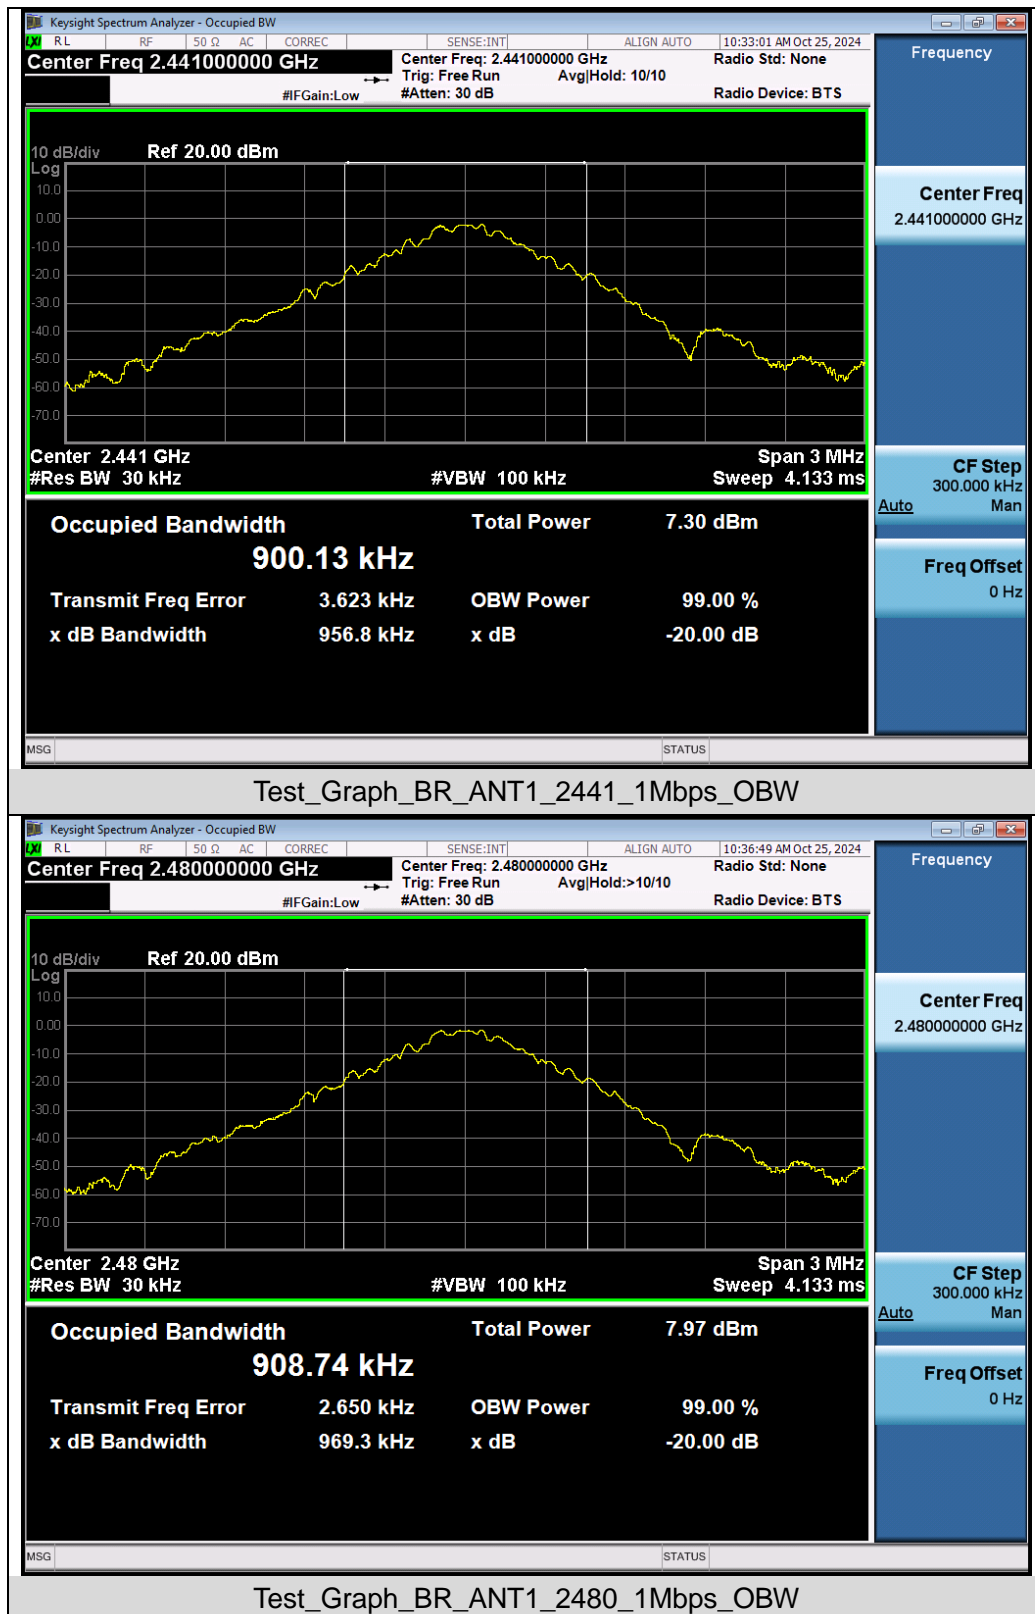 Keysight Spectrum Analyzer - Occupied BW
LXI RL RF 50 Ω AC CORREC SENSE:INT ALIGN AUTO 10:33:01 AM Oct 25, 2024
Center Freq 2.441000000 GHz Center Freq: 2.441000000 GHz Radio Std: None
Trig: Free Run Avg|Hold: 10/10
#IFGain:Low #Atten: 30 dB Radio Device: BTS
Frequency
10 dB/div Ref 20.00 dBm
Log
10.0
0.00
-10.0
-20.0
-30.0
-40.0
-50.0
-60.0
-70.0
Center 2.441 GHz Span 3 MHz
#Res BW 30 kHz #VBW 100 kHz Sweep 4.133 ms
Center Freq
2.441000000 GHz
CF Step
300.000 kHz
Auto Man
Freq Offset
0 Hz
Occupied Bandwidth Total Power 7.30 dBm
900.13 kHz
Transmit Freq Error 3.623 kHz OBW Power 99.00 %
x dB Bandwidth 956.8 kHz x dB -20.00 dB
MSG STATUS
Test_Graph_BR_ANT1_2441_1Mbps_OBW
Keysight Spectrum Analyzer - Occupied BW
LXI RL RF 50 Ω AC CORREC SENSE:INT ALIGN AUTO 10:36:49 AM Oct 25, 2024
Center Freq 2.480000000 GHz Center Freq: 2.480000000 GHz Radio Std: None
Trig: Free Run Avg|Hold:>10/10
#IFGain:Low #Atten: 30 dB Radio Device: BTS
Frequency
10 dB/div Ref 20.00 dBm
Log
10.0
0.00
-10.0
-20.0
-30.0
-40.0
-50.0
-60.0
-70.0
Center 2.48 GHz Span 3 MHz
#Res BW 30 kHz #VBW 100 kHz Sweep 4.133 ms
Center Freq
2.480000000 GHz
CF Step
300.000 kHz
Auto Man
Freq Offset
0 Hz
Occupied Bandwidth Total Power 7.97 dBm
908.74 kHz
Transmit Freq Error 2.650 kHz OBW Power 99.00 %
x dB Bandwidth 969.3 kHz x dB -20.00 dB
MSG STATUS
Test_Graph_BR_ANT1_2480_1Mbps_OBW